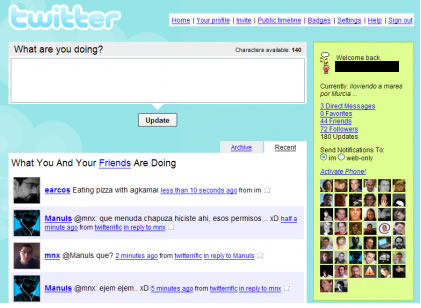 twitter
Home | Your profile | Invite | Public timeline | Badges | Settings | Help | Sign out
What are you doing?
Characters available: 140
Update
Archive
Recent
What You And Your Friends Are Doing
earcos Eating pizza with agkamai less than 10 seconds ago from im
Manuls @mnx: que menuda chapuza hiciste ahi, esos permisos... xD half
a minute ago from twitterrific in reply to mnx
mnx @Manuls que? 2 minutes ago from twitterrific in reply to Manuls
Manuls @mnx: ejem ejem.. xD 5 minutes ago from twitterrific in reply to
mnx
Welcome back,
Currently: lloviendo a mares
por Murcia ...
3 Direct Messages
0 Favorites
44 Friends
72 Followers
180 Updates
Send Notifications To:
im web-only
Activate Phone!